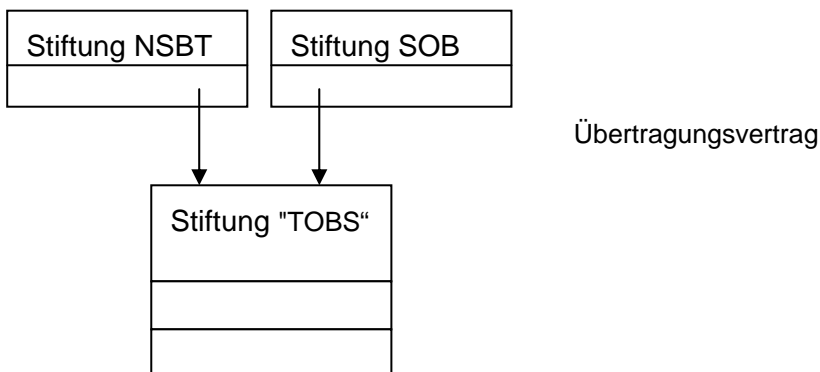 Stiftung NSBT
Stiftung SOB
Übertragungsvertrag
Stiftung "TOBS“